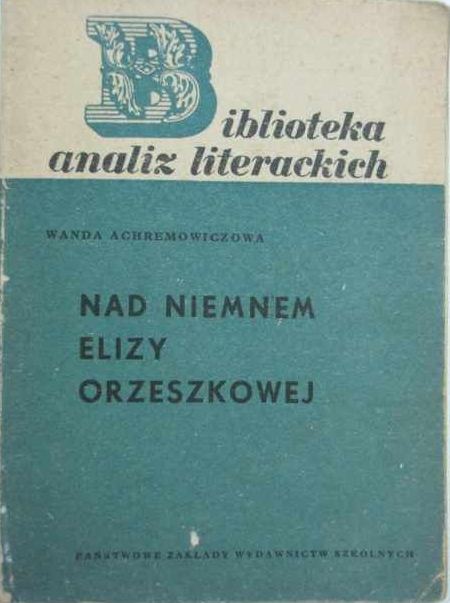 Biblioteka
analiz literackich
WANDA ACHREMOWICZOWA
NAD NIEMNEM
ELIZY
ORZESZKOWEJ
PAŃSTWOWE ZAKŁADY WYDAWNICTW SZKOLNYCH